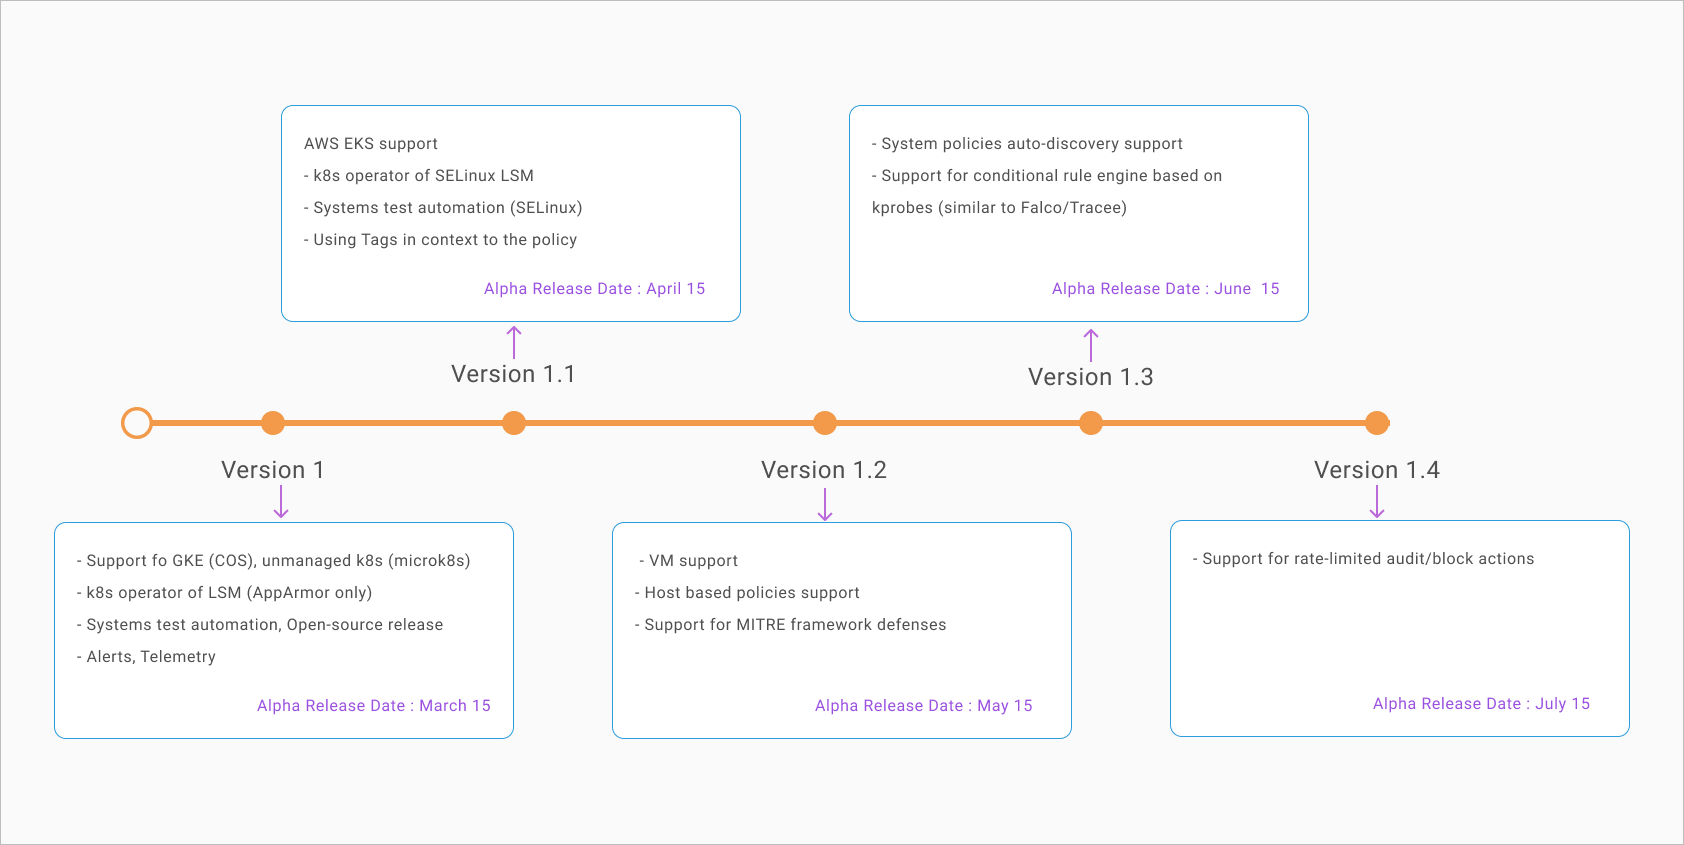 AWS EKS support
- k8s operator of SELinux LSM
- Systems test automation (SELinux)
- Using Tags in context to the policy
Alpha Release Date : April 15
- System policies auto-discovery support
- Support for conditional rule engine based on
kprobes (similar to Falco/Tracee)
Alpha Release Date : June  15
Version 1.1
Version 1.3
Version 1
Version 1.2
Version 1.4
- Support fo GKE (COS), unmanaged k8s (microk8s)
- k8s operator of LSM (AppArmor only)
- Systems test automation, Open-source release
- Alerts, Telemetry
Alpha Release Date : March 15
- VM support
- Host based policies support
- Support for MITRE framework defenses
Alpha Release Date : May 15
- Support for rate-limited audit/block actions
Alpha Release Date : July 15